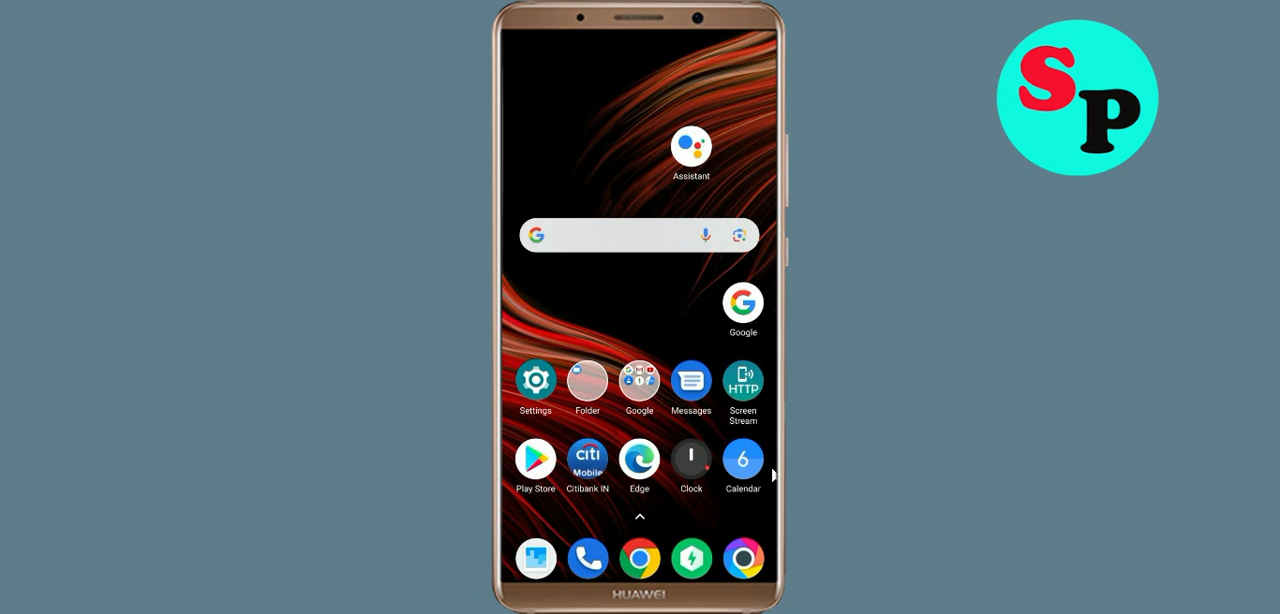 SP
Assistant
G
G
Google
HTTP
Settings
Folder
Google
Messages
Screen
Stream
citi
Mobile
6
Play Store
Citibank IN
Edge
Clock
Calendar
HUAWEI